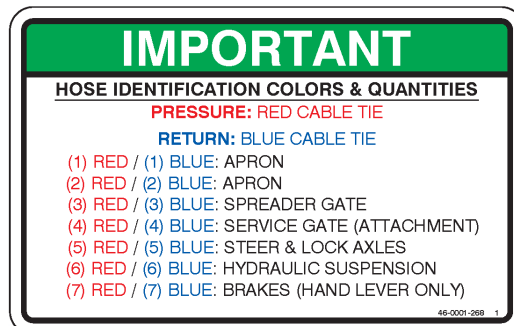 IMPORTANT
HOSE IDENTIFICATION COLORS & QUANTITIES
PRESSURE: RED CABLE TIE
RETURN: BLUE CABLE TIE
(1) RED / (1) BLUE: APRON
(2) RED / (2) BLUE: APRON
(3) RED / (3) BLUE: SPREADER GATE
(4) RED / (4) BLUE: SERVICE GATE (ATTACHMENT)
(5) RED / (5) BLUE: STEER & LOCK AXLES
(6) RED / (6) BLUE: HYDRAULIC SUSPENSION
(7) RED / (7) BLUE: BRAKES (HAND LEVER ONLY)
46-0001-268 1